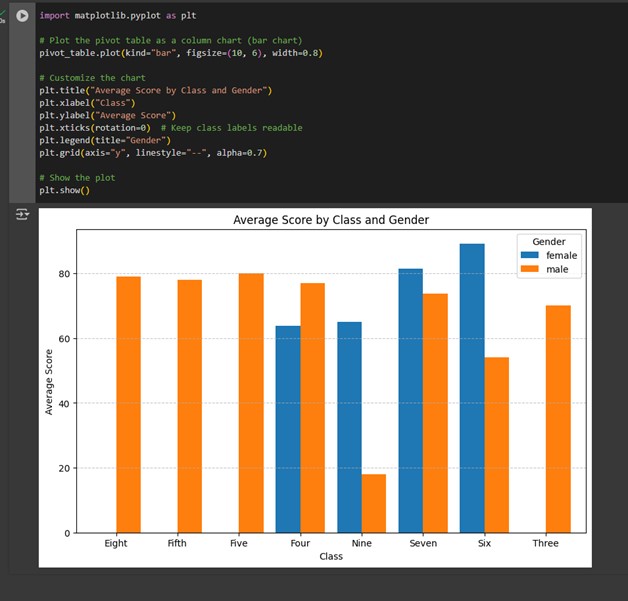 import matplotlib.pyplot as plt
# Plot the pivot table as a column chart (bar chart)
pivot_table.plot(kind="bar", figsize=(10, 6), width=0.8)
# Customize the chart
plt.title("Average Score by Class and Gender")
plt.xlabel("Class")
plt.ylabel("Average Score")
plt.xticks(rotation=0)  # Keep class labels readable
plt.legend(title="Gender")
plt.grid(axis="y", linestyle="--", alpha=0.7)
# Show the plot
plt.show()
Average Score by Class and Gender
Gender
female
male
80
60
40
20
0
Average Score
Eight Fifth Five Four Nine Seven Six Three
Class